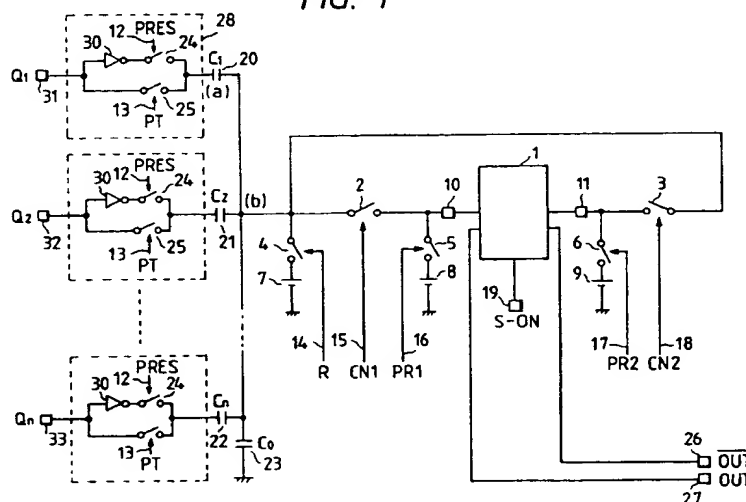 FIG. 1
PRES
28
12
30
24
C1
20
Q1
31
(a)
13
25
PT
PRES
12
30
24
C2
(b)
Q2
32
21
13
25
PT
PRES
12
30
24
Cn
Qn
33
22
13
PT
C0
23
2
10
1
11
3
4
5
6
7
8
9
19
S-ON
14
15
16
17
18
R
CN1
PR1
PR2
CN2
26
OUT
27
OUT